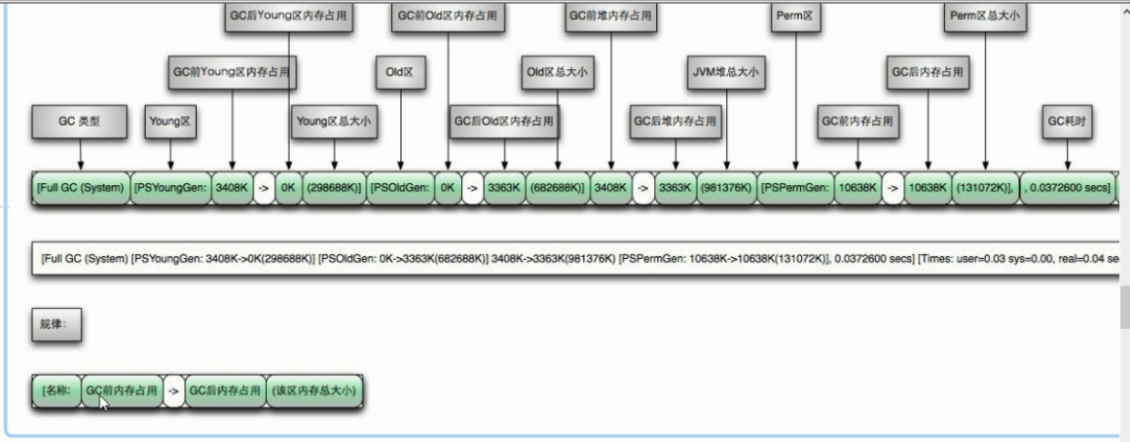 GC后Young区内存占用 GC前Old区内存占用 GC前堆内存占用 Perm区 Perm区总大小
GC前Young区内存占用 Old区 Old区总大小 JVM堆总大小 GC后内存占用
GC 类型 Young区 Young区总大小 GC后Old区内存占用 GC后堆内存占用 GC前内存占用 GC耗时
[Full GC (System) [PSYoungGen: 3408K -> 0K (298688K)] [PSOldGen: 0K -> 3363K (682688K)] 3408K -> 3363K (981376K) [PSPermGen: 10638K -> 10638K (131072K)], , 0.0372600 secs]
[Full GC (System) [PSYoungGen: 3408K->0K(298688K)] [PSOldGen: 0K->3363K(682688K)] 3408K->3363K(981376K) [PSPermGen: 10638K->10638K(131072K)], 0.0372600 secs] [Times: user=0.03 sys=0.00, real=0.04 se
规律：
[名称: GC前内存占用 -> GC后内存占用 (该区内存总大小)